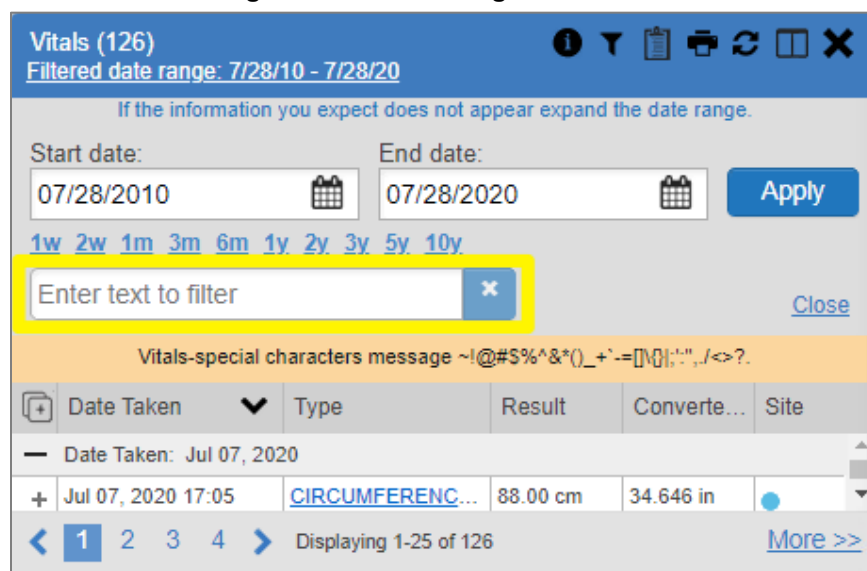 Vitals (126)
Filtered date range: 7/28/10 - 7/28/20
If the information you expect does not appear expand the date range.
Start date: End date:
07/28/2010 07/28/2020 Apply
1w 2w 1m 3m 6m 1y 2y 3y 5y 10y
Enter text to filter
Close
Vitals-special characters message ~!@#$%^&*()_+`-=[]\{}|;':",./<>?.
Date Taken Type Result Converte... Site
Date Taken: Jul 07, 2020
Jul 07, 2020 17:05 CIRCUMFERENC... 88.00 cm 34.646 in
1 2 3 4 Displaying 1-25 of 126 More >>